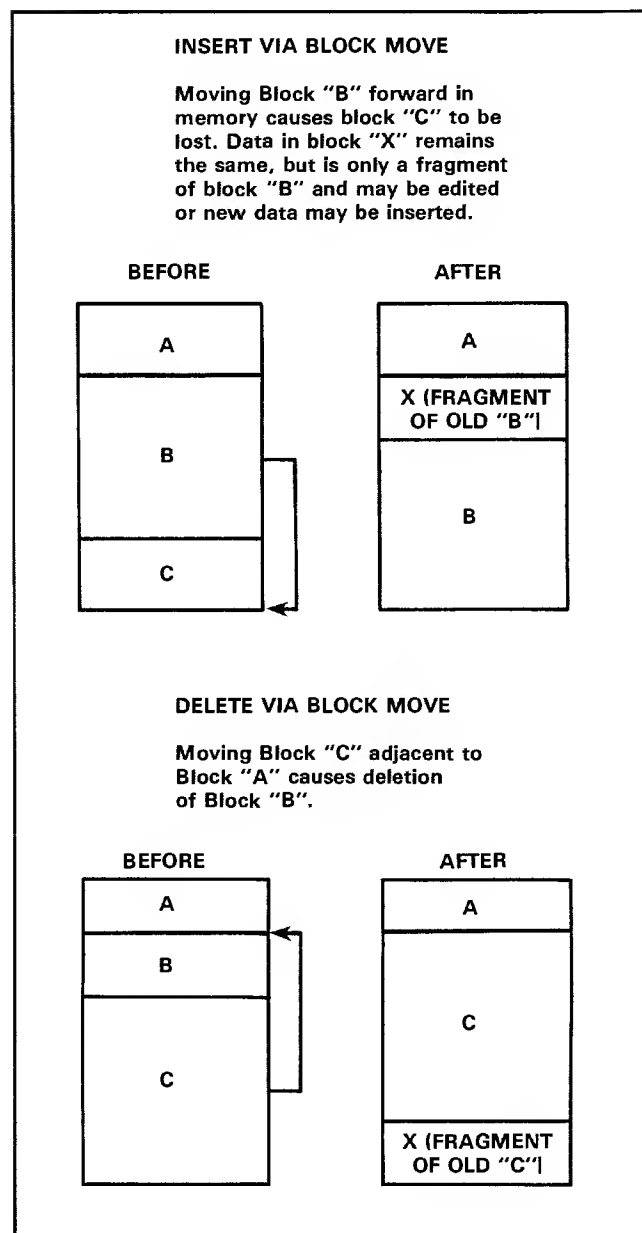 INSERT VIA BLOCK MOVE
Moving Block "B" forward in
memory causes block "C" to be
lost. Data in block "X" remains
the same, but is only a fragment
of block "B" and may be edited
or new data may be inserted.
BEFORE
AFTER
A
B
C
A
X (FRAGMENT
OF OLD "B")
B
DELETE VIA BLOCK MOVE
Moving Block "C" adjacent to
Block "A" causes deletion
of Block "B".
BEFORE
AFTER
A
B
C
A
C
X (FRAGMENT
OF OLD "C")